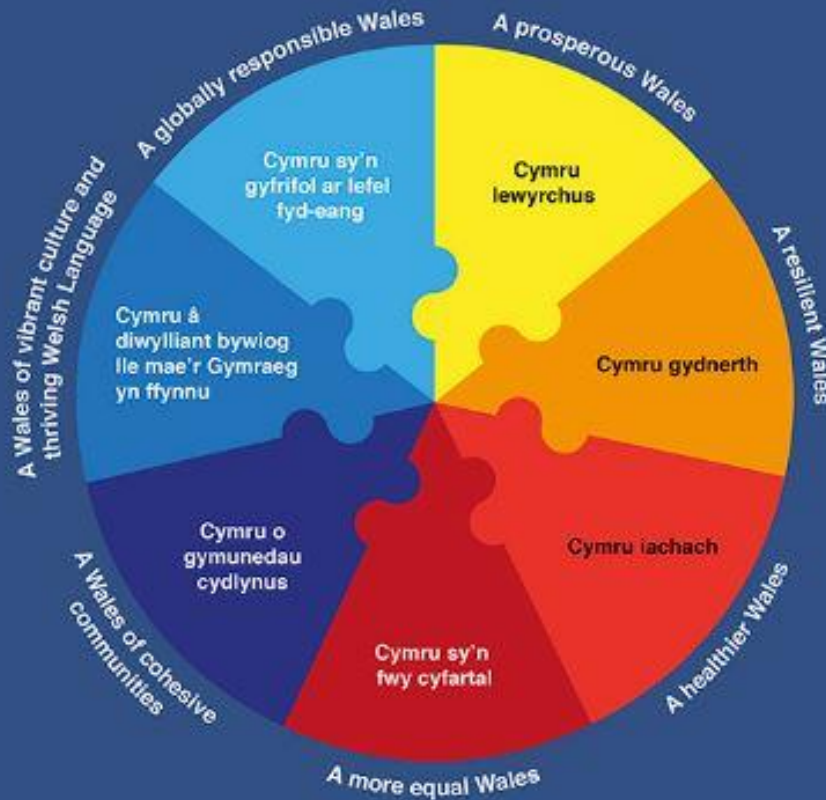 A globally responsible Wales
A prosperous Wales
A resilient Wales
A healthier Wales
A more equal Wales
A Wales of cohesive
communities
A Wales of vibrant culture and
thriving Welsh Language
Cymru sy'n
gyfrifol ar lefel
fyd-eang
Cymru
lewyrchus
Cymru gydnerth
Cymru iachach
Cymru sy'n
fwy cyfartal
Cymru o
gymunedau
cydlynus
Cymru â
diwylliant bywiog
lle mae'r Gymraeg
yn ffynnu